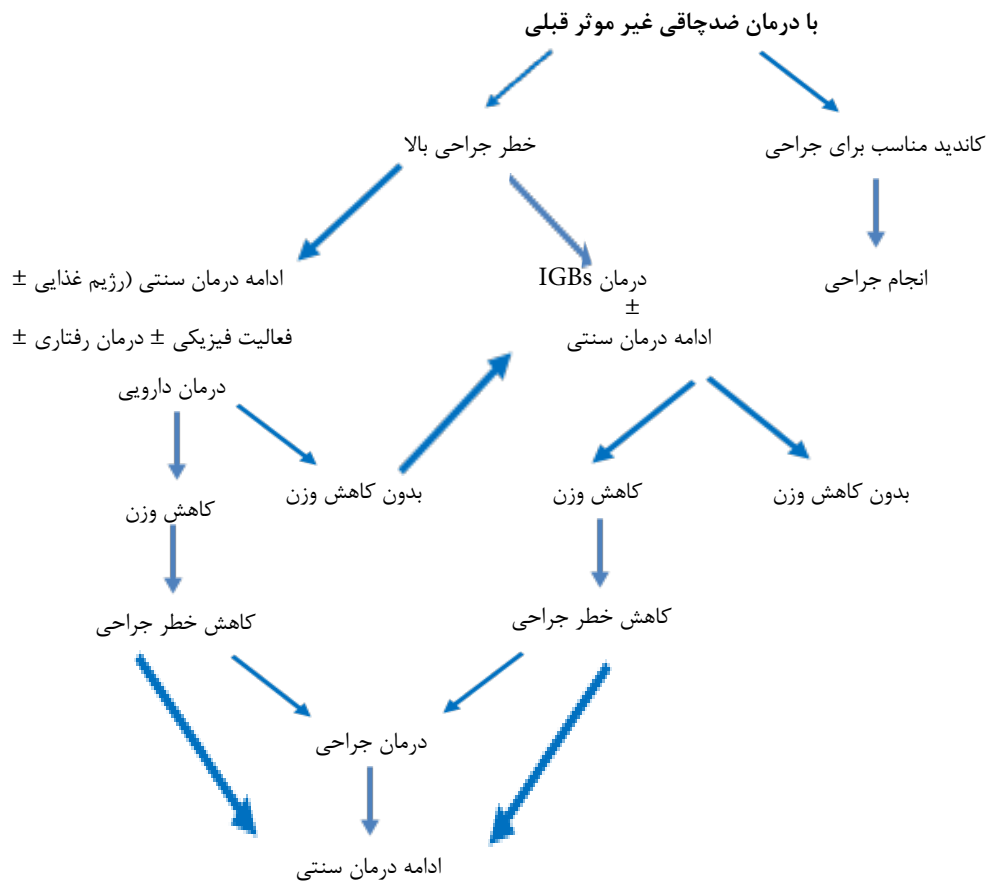 با درمان ضدچاقی غیر موثر قبلی
کاندید مناسب برای جراحی
خطر جراحی بالا
انجام جراحی
درمان IGBs
±
ادامه درمان سنتی
ادامه درمان سنتی (رژیم غذایی ±
فعالیت فیزیکی ± درمان رفتاری ±
درمان دارویی
بدون کاهش وزن
کاهش وزن
بدون کاهش وزن
کاهش وزن
کاهش خطر جراحی
کاهش خطر جراحی
درمان جراحی
ادامه درمان سنتی